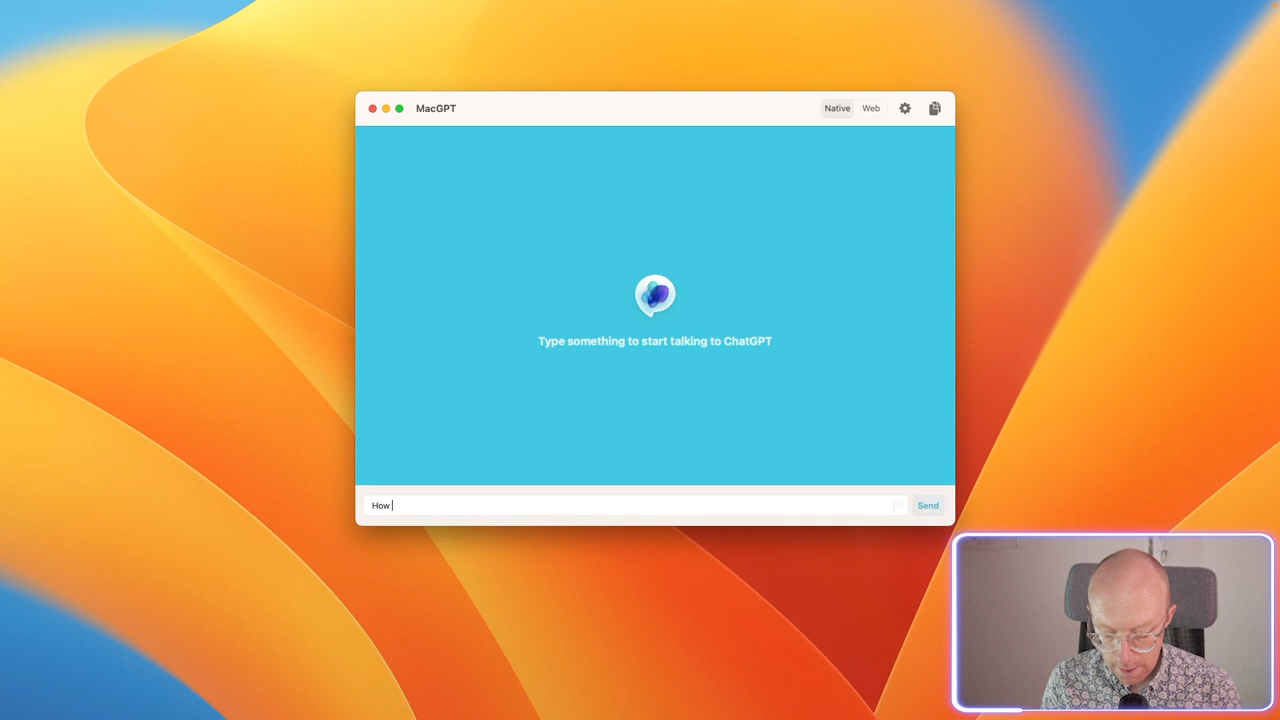 MacGPT
Native Web
Type something to start talking to ChatGPT
How
Send